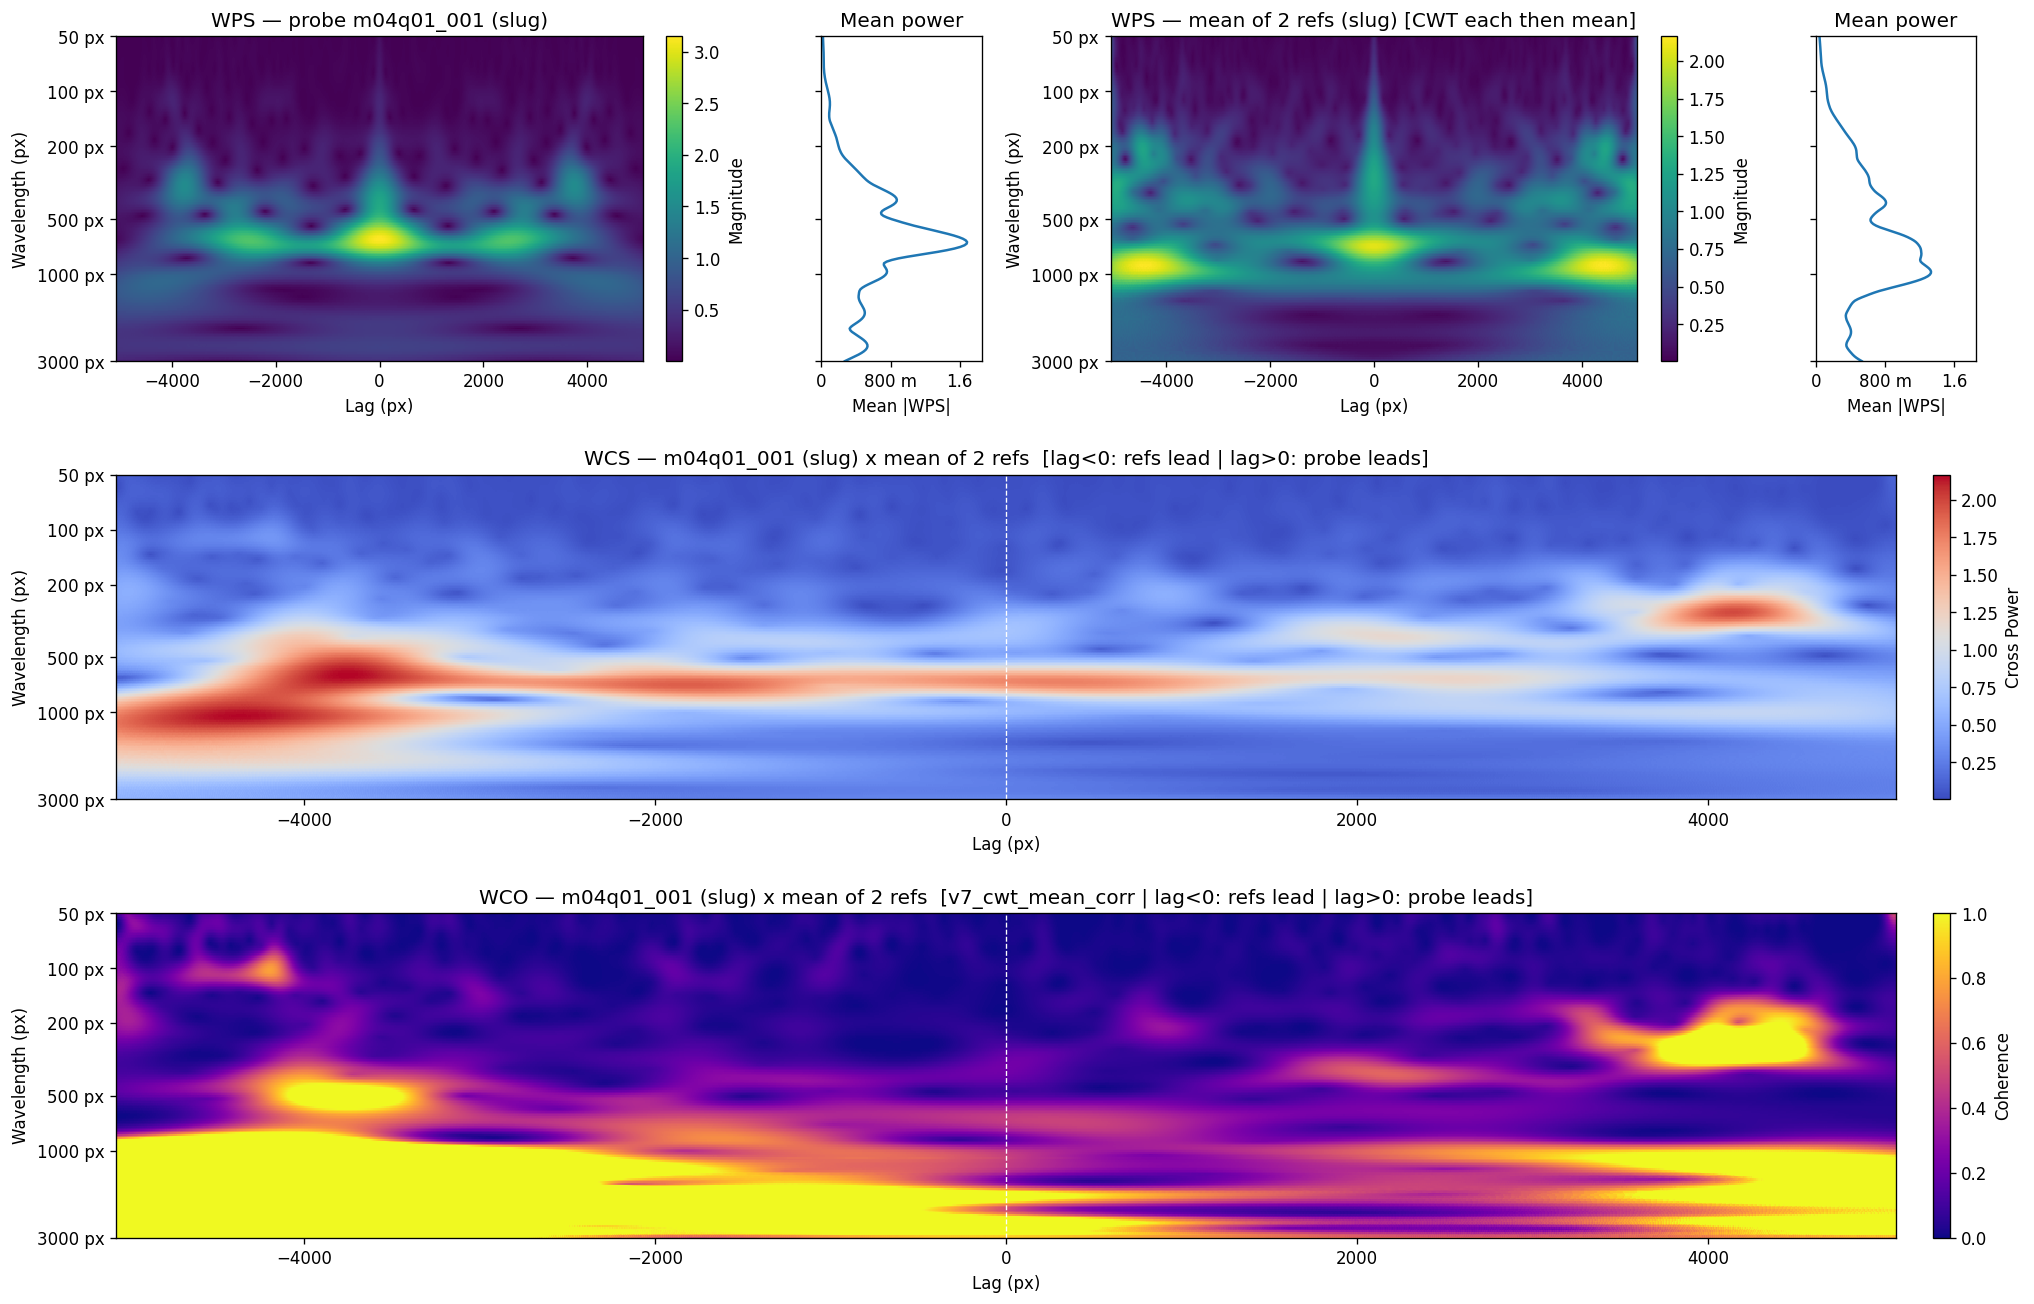 WPS — probe m04q01_001 (slug)
50 px
100 px
200 px
500 px
1000 px
3000 px
Wavelength (px)
−4000
−2000
0
2000
4000
Lag (px)
3.0
2.5
2.0
1.5
1.0
0.5
Magnitude
Mean power
0
800 m
1.6
Mean |WPS|
WPS — mean of 2 refs (slug) [CWT each then mean]
50 px
100 px
200 px
500 px
1000 px
3000 px
Wavelength (px)
−4000
−2000
0
2000
4000
Lag (px)
2.00
1.75
1.50
1.25
1.00
0.75
0.50
0.25
Magnitude
Mean power
0
800 m
1.6
Mean |WPS|
WCS — m04q01_001 (slug) x mean of 2 refs  [lag<0: refs lead | lag>0: probe leads]
50 px
100 px
200 px
500 px
1000 px
3000 px
Wavelength (px)
−4000
−2000
0
2000
4000
Lag (px)
2.00
1.75
1.50
1.25
1.00
0.75
0.50
0.25
Cross Power
WCO — m04q01_001 (slug) x mean of 2 refs  [v7_cwt_mean_corr | lag<0: refs lead | lag>0: probe leads]
50 px
100 px
200 px
500 px
1000 px
3000 px
Wavelength (px)
−4000
−2000
0
2000
4000
Lag (px)
1.0
0.8
0.6
0.4
0.2
0.0
Coherence